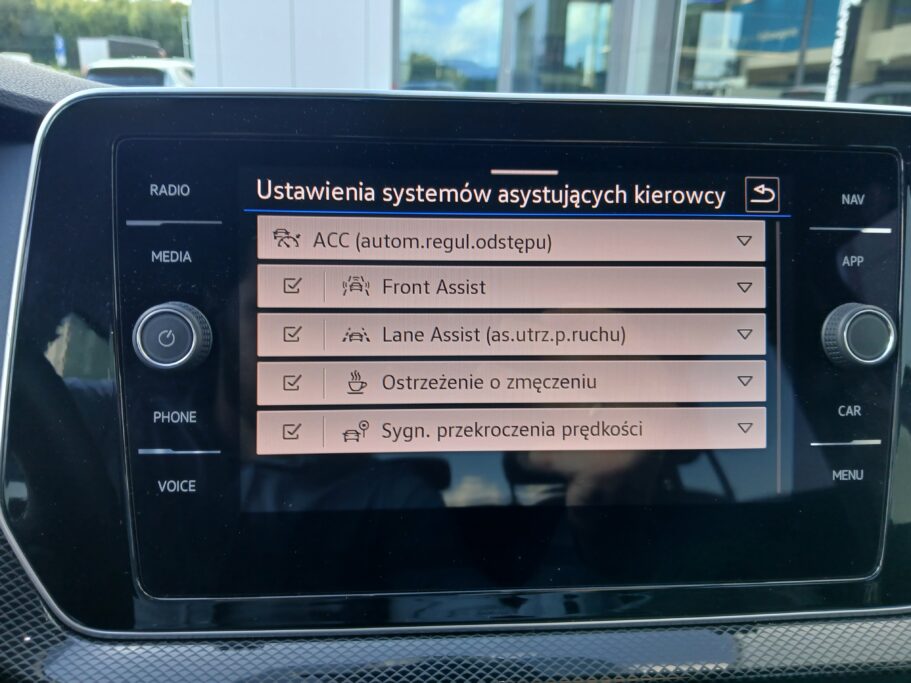 Ustawienia systemów asystujących kierowcy
ACC (autom.regul.odstępu)
Front Assist
Lane Assist (as.utrz.p.ruchu)
Ostrzeżenie o zmęczeniu
Sygn. przekroczenia prędkości
RADIO
MEDIA
PHONE
VOICE
NAV
APP
CAR
MENU